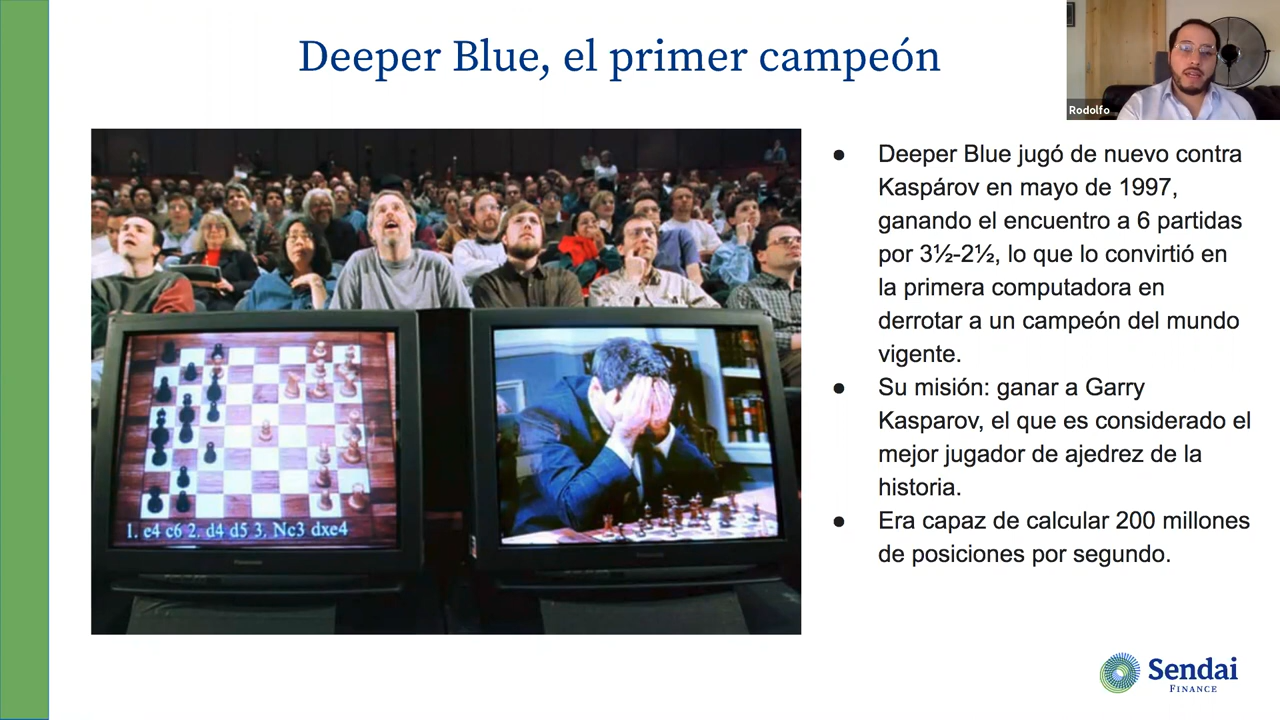 Deeper Blue, el primer campeón
Rodolfo
● Deeper Blue jugó de nuevo contra
Kaspárov en mayo de 1997,
ganando el encuentro a 6 partidas
por 3½-2½, lo que lo convirtió en
la primera computadora en
derrotar a un campeón del mundo
vigente.
● Su misión: ganar a Garry
Kasparov, el que es considerado el
mejor jugador de ajedrez de la
historia.
● Era capaz de calcular 200 millones
de posiciones por segundo.
1. e4 c6 2. d4 d5 3. Nc3 dxe4
Sendai
FINANCE